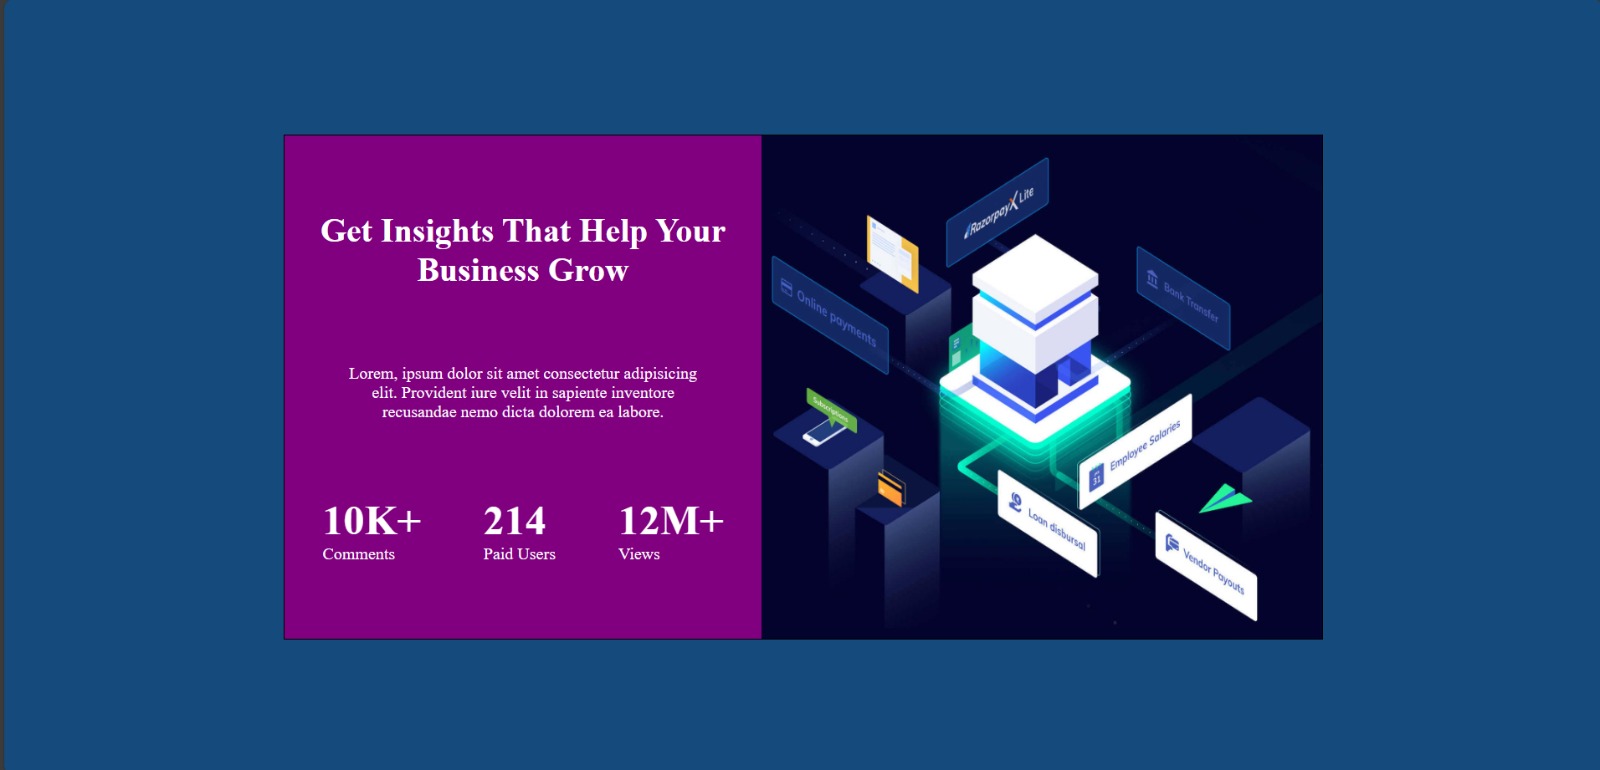 Get Insights That Help Your
Business Grow
Lorem, ipsum dolor sit amet consectetur adipisicing
elit. Provident iure velit in sapiente inventore
recusandae nemo dicta dolorem ea labore.
10K+
Comments
214
Paid Users
12M+
Views
RazorpayX Lite
Online payments
Bank Transfer
Subscriptions
Employee Salaries
31
Loan disbursal
Vendor Payouts